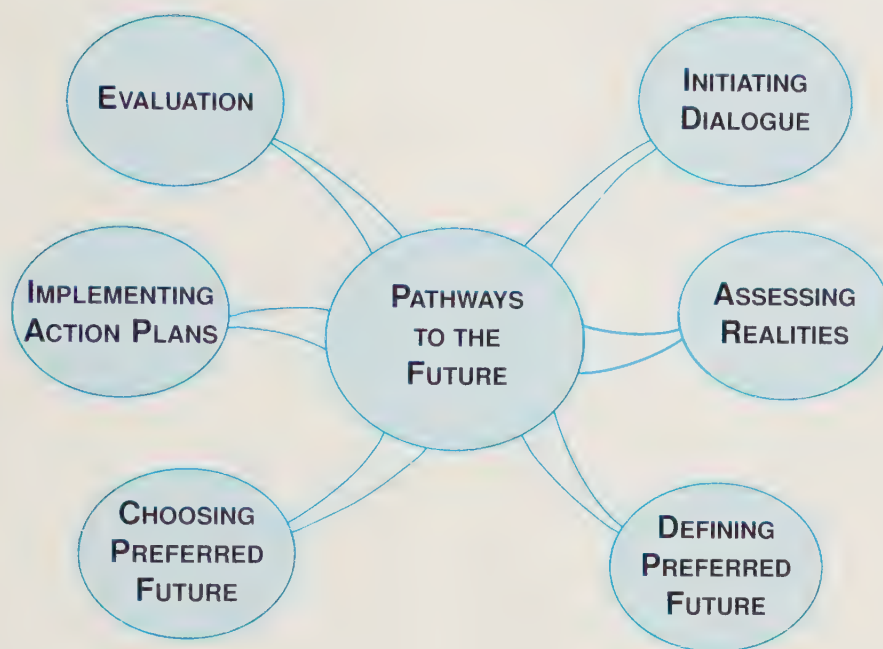 EVALUATION
INITIATING
DIALOGUE
IMPLEMENTING
ACTION PLANS
PATHWAYS
TO THE
FUTURE
ASSESSING
REALITIES
CHOOSING
PREFERRED
FUTURE
DEFINING
PREFERRED
FUTURE